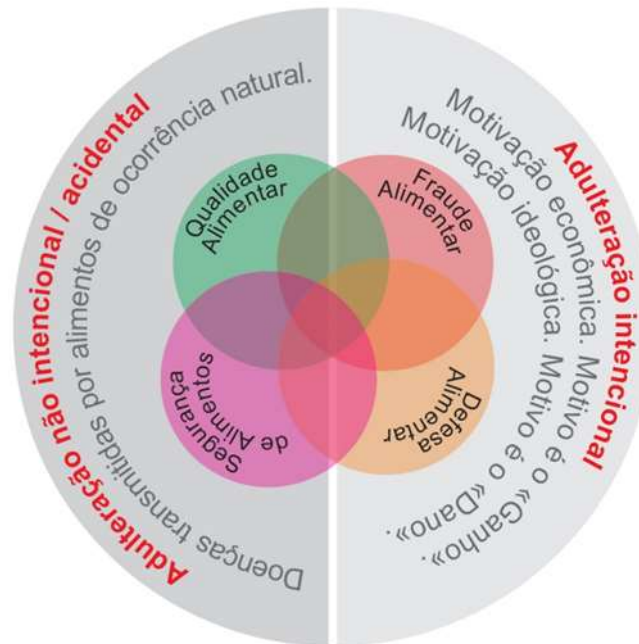 Adulteração não intencional / acidental
Doenças transmitidas por alimentos de ocorrência natural.
Qualidade
Alimentar
Segurança
de Alimentos
Fraude
Alimentar
Defesa
Alimentar
Adulteração intencional
Motivação econômica. Motivo é o «Ganho».
Motivação ideológica. Motivo é o «Dano».